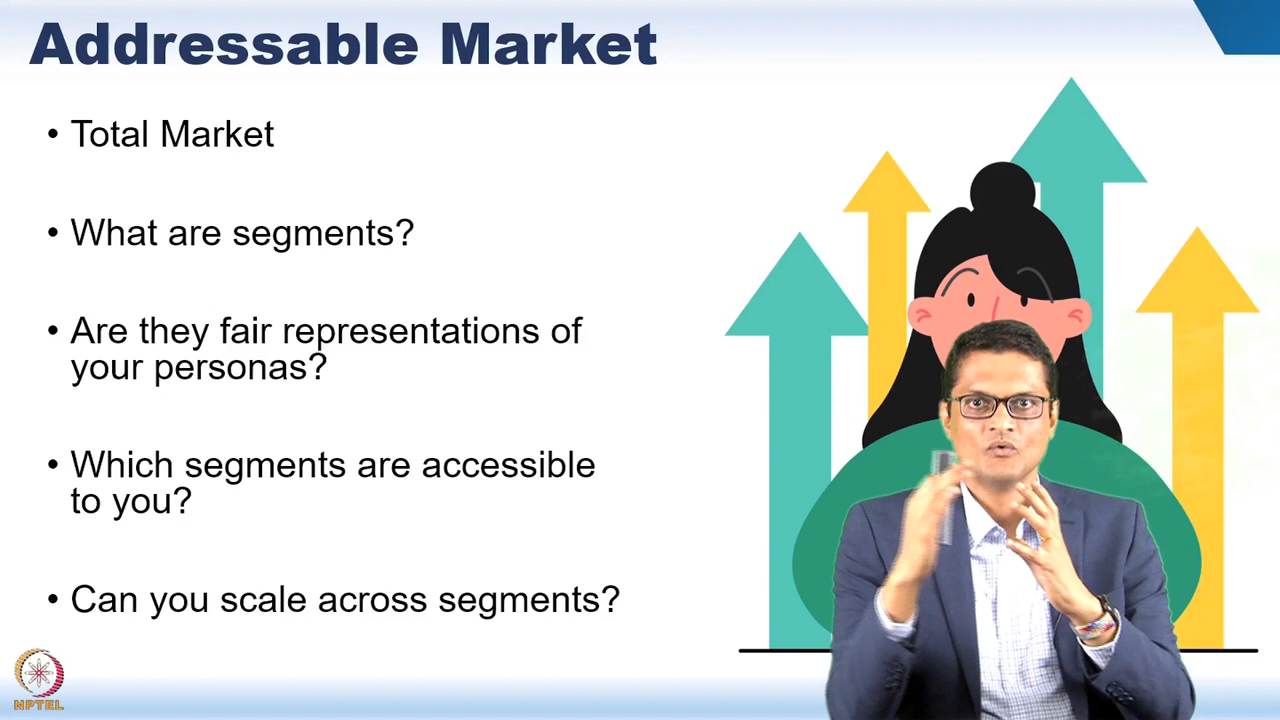 Addressable Market
• Total Market
• What are segments?
• Are they fair representations of
your personas?
• Which segments are accessible
to you?
• Can you scale across segments?
NPTEL